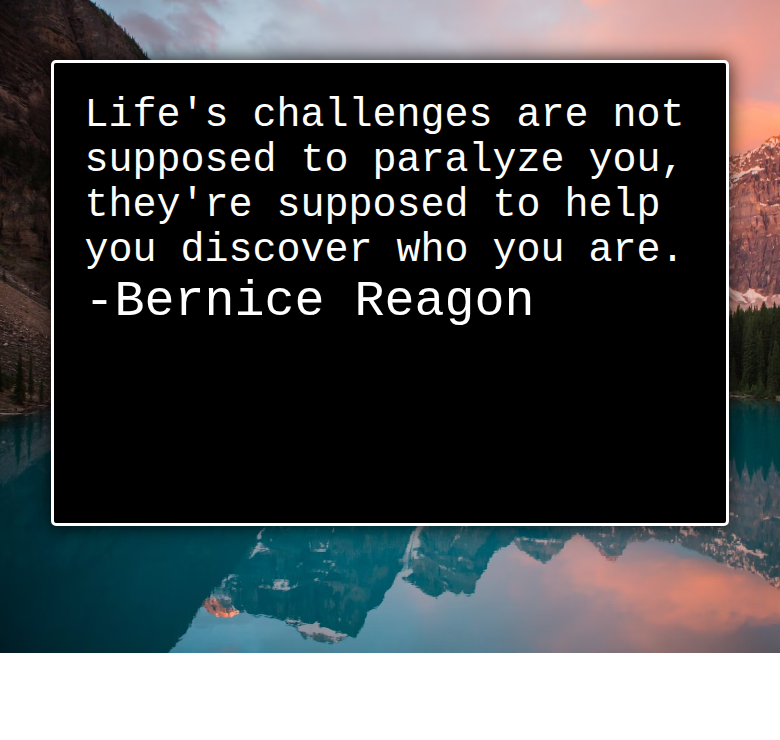 Life's challenges are not
supposed to paralyze you,
they're supposed to help
you discover who you are.
-Bernice Reagon